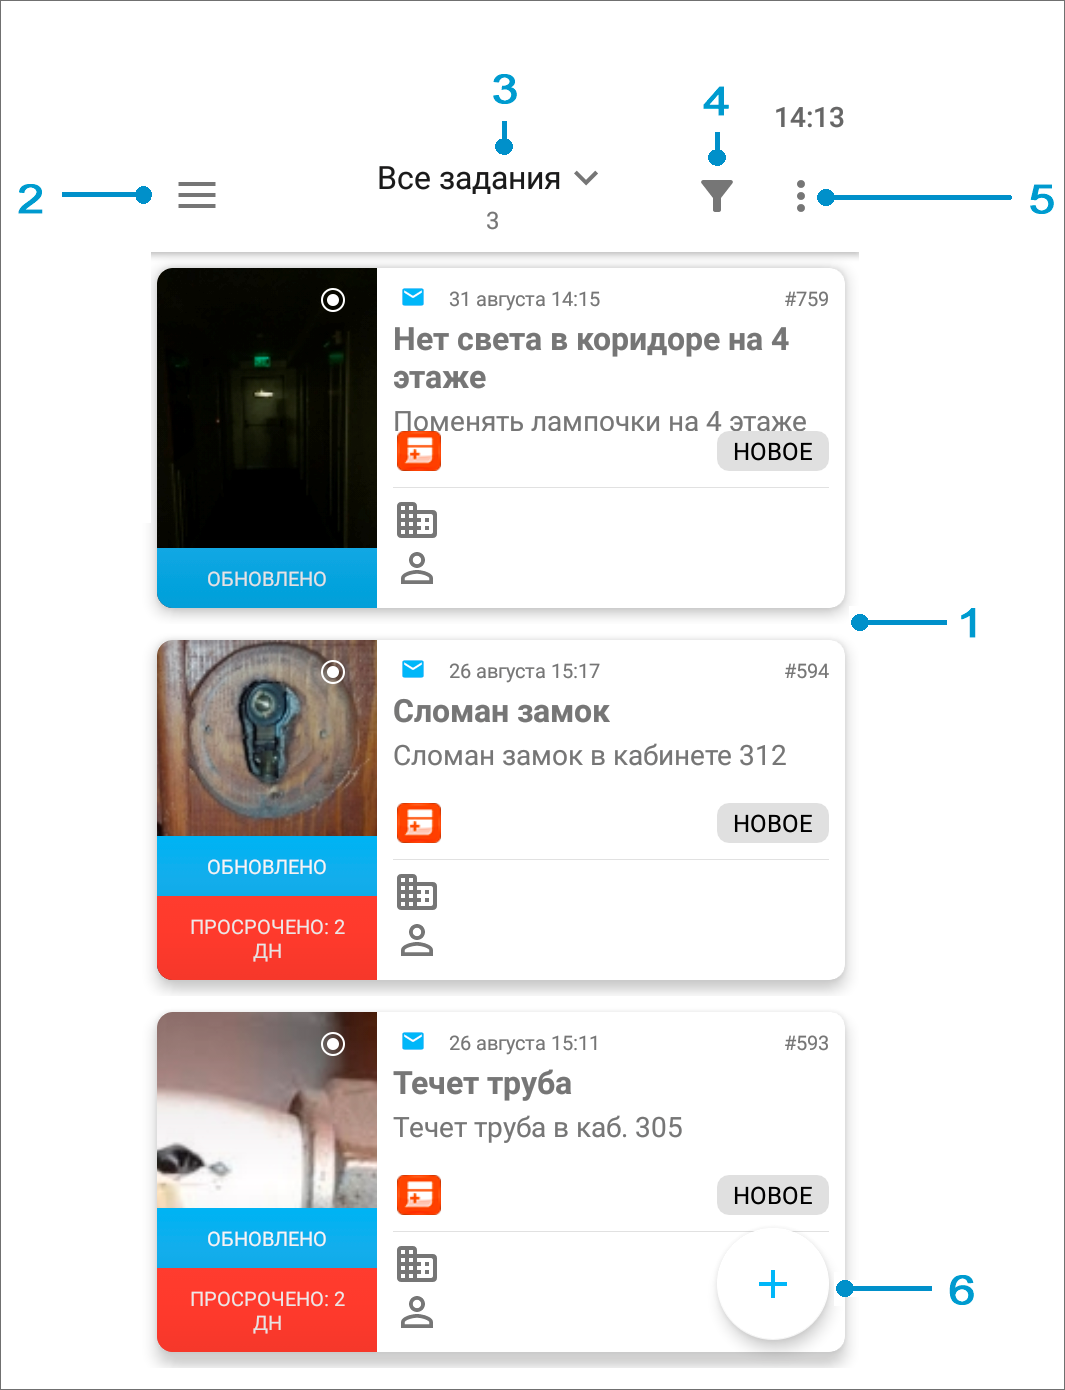 3
4
14:13
2
Все задания
5
3
31 августа 14:15
#759
Нет света в коридоре на 4
этаже
Поменять лампочки на 4 этаже
НОВОЕ
ОБНОВЛЕНО
1
26 августа 15:17
#594
Сломан замок
Сломан замок в кабинете 312
НОВОЕ
ОБНОВЛЕНО
ПРОСРОЧЕНО: 2
ДН
26 августа 15:11
#593
Течет труба
Течет труба в каб. 305
НОВОЕ
ОБНОВЛЕНО
ПРОСРОЧЕНО: 2
ДН
6